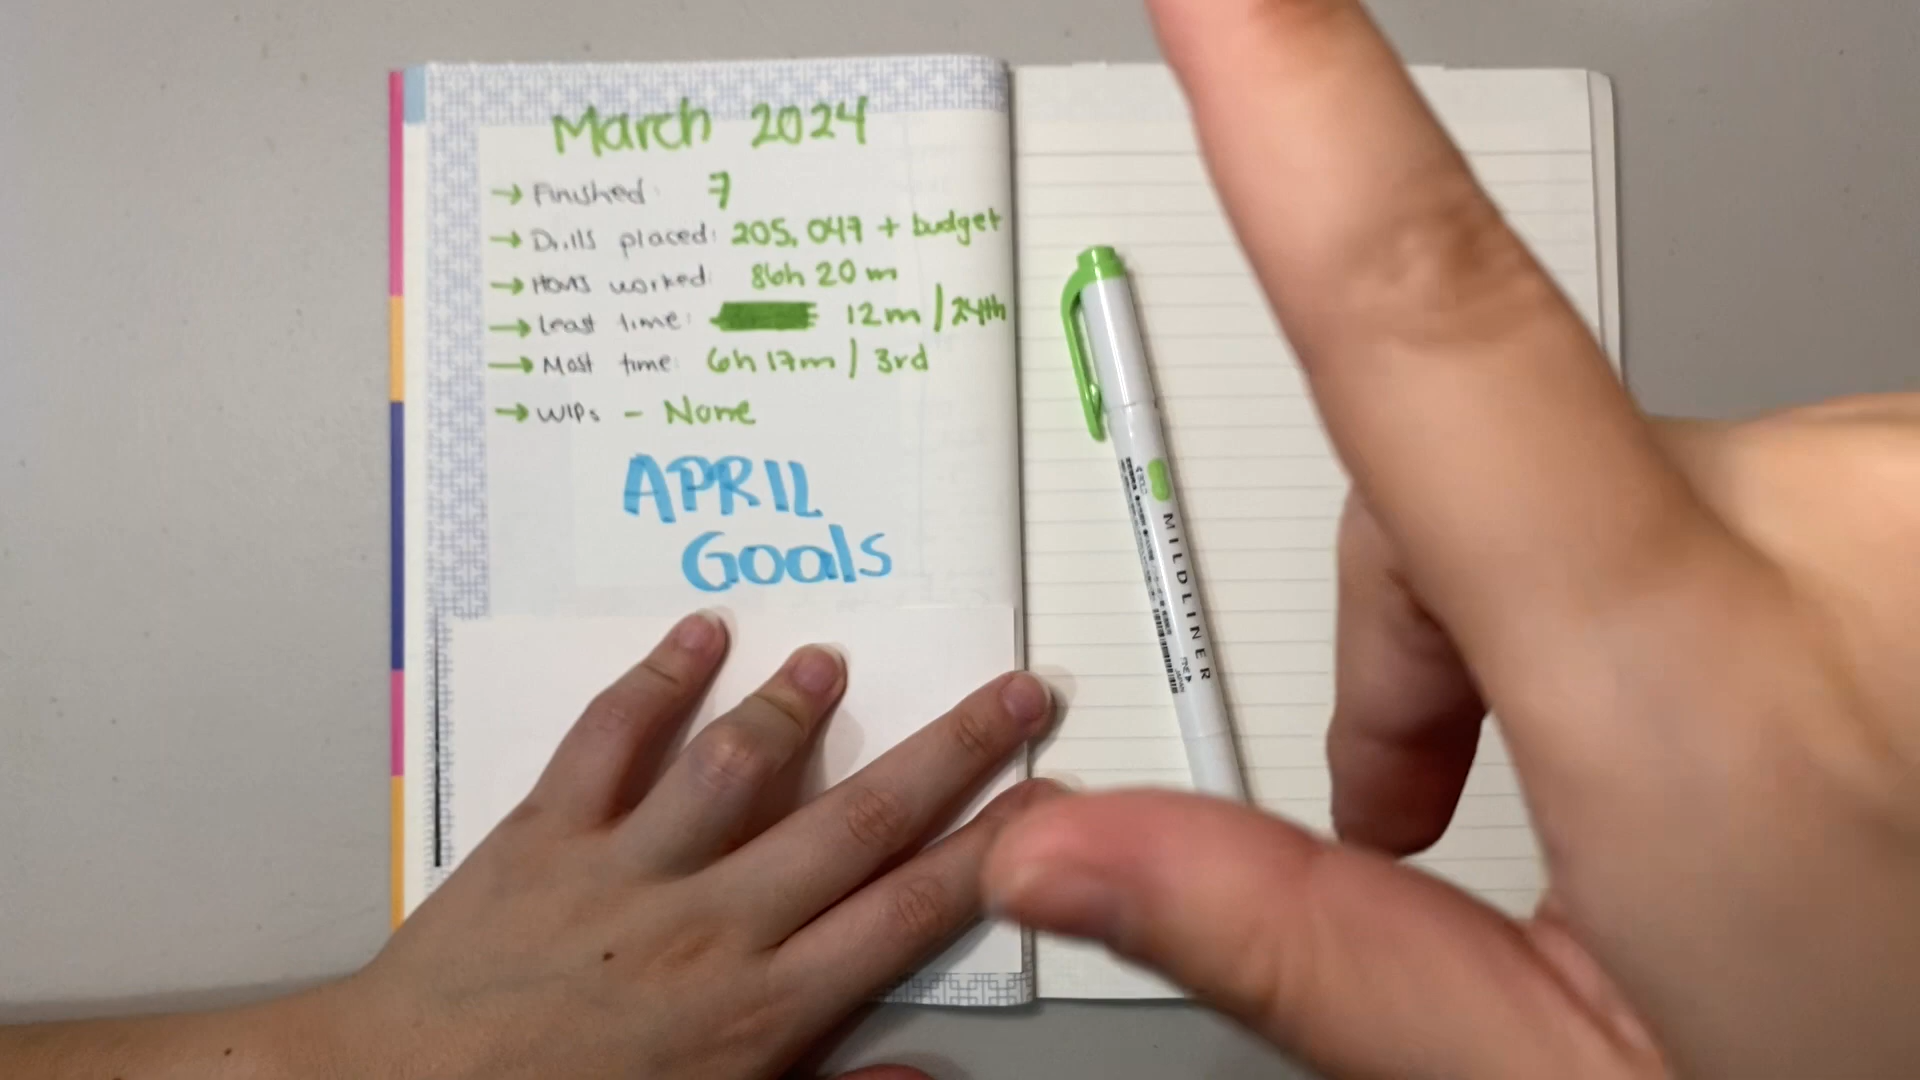 March 2024
→ Finished: 7
→ Drills placed: 205,047 + budget
→ Hours worked: 86h 20m
→ Least time: 12m / 24th
→ Most time: 6h 17m / 3rd
→ WIPs - None
APRIL
Goals
MILDLINER